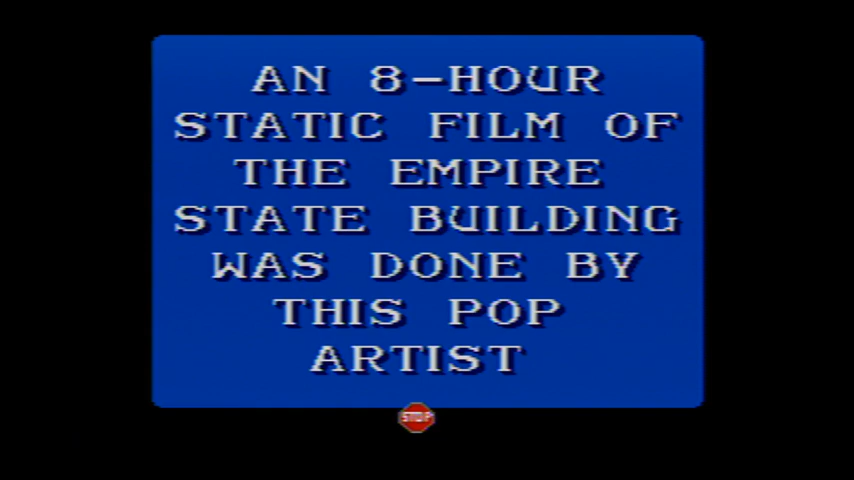 AN 8-HOUR
STATIC FILM OF
THE EMPIRE
STATE BUILDING
WAS DONE BY
THIS POP
ARTIST
STOP